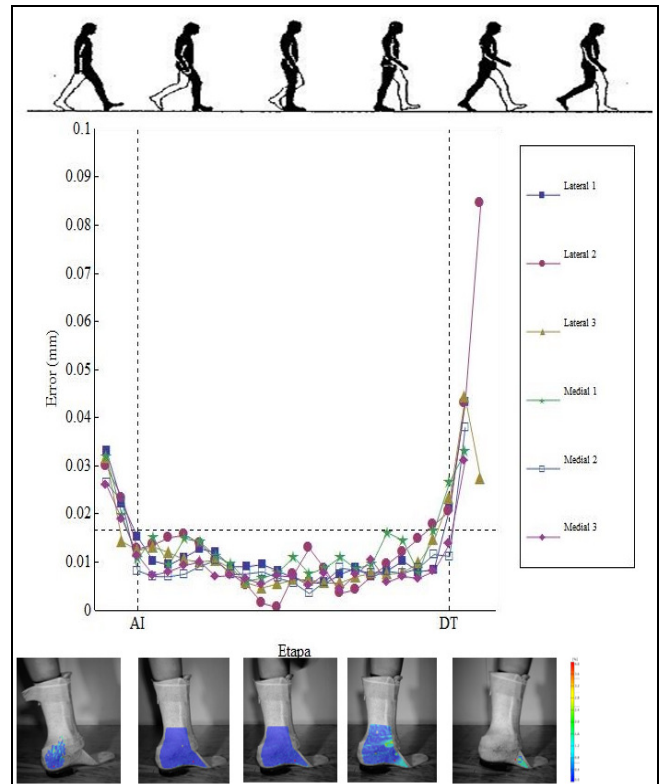 0.1
0.09
0.08
0.07
0.06
0.05
0.04
0.03
0.02
0.01
0
Error (mm)
AI
DT
Etapa
Lateral 1
Lateral 2
Lateral 3
Medial 1
Medial 2
Medial 3